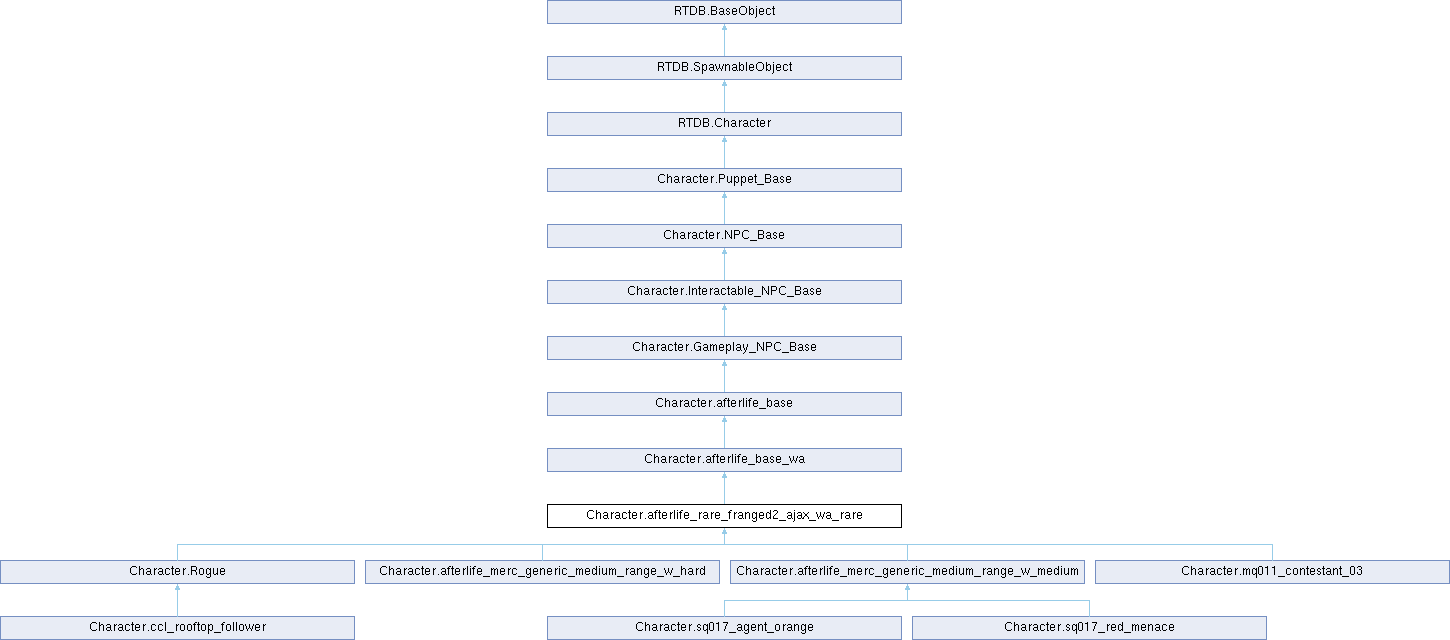 RTDB.BaseObject
RTDB.SpawnableObject
RTDB.Character
Character.Puppet_Base
Character.NPC_Base
Character.Interactable_NPC_Base
Character.Gameplay_NPC_Base
Character.afterlife_base
Character.afterlife_base_wa
Character.afterlife_rare_franged2_ajax_wa_rare
Character.Rogue
Character.afterlife_merc_generic_medium_range_w_hard
Character.afterlife_merc_generic_medium_range_w_medium
Character.mq011_contestant_03
Character.ccl_rooftop_follower
Character.sq017_agent_orange
Character.sq017_red_menace